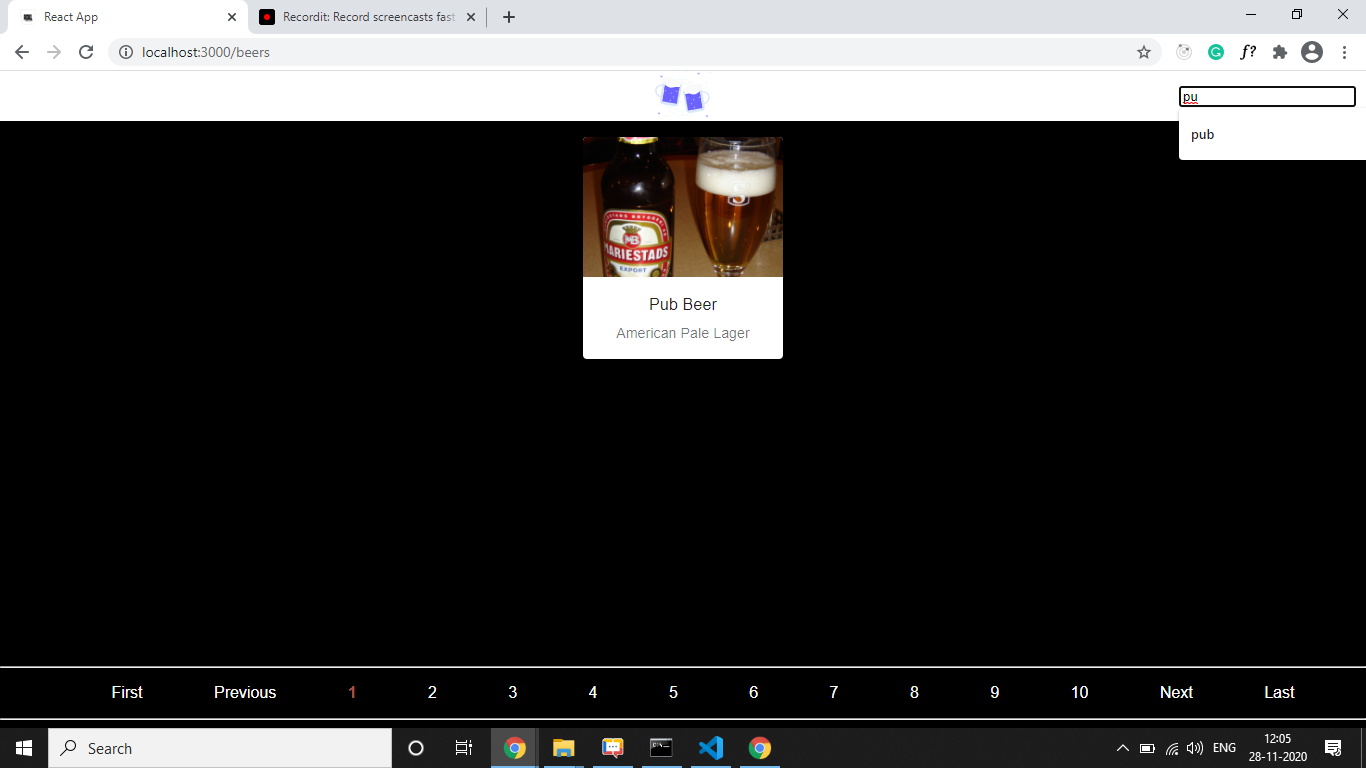 React App
Recordit: Record screencasts fast
localhost:3000/beers
f?
pu
pub
MB
MARIESTADS
EXPORT
Pub Beer
American Pale Lager
First Previous 1 2 3 4 5 6 7 8 9 10 Next Last
Search
ENG
12:05
28-11-2020